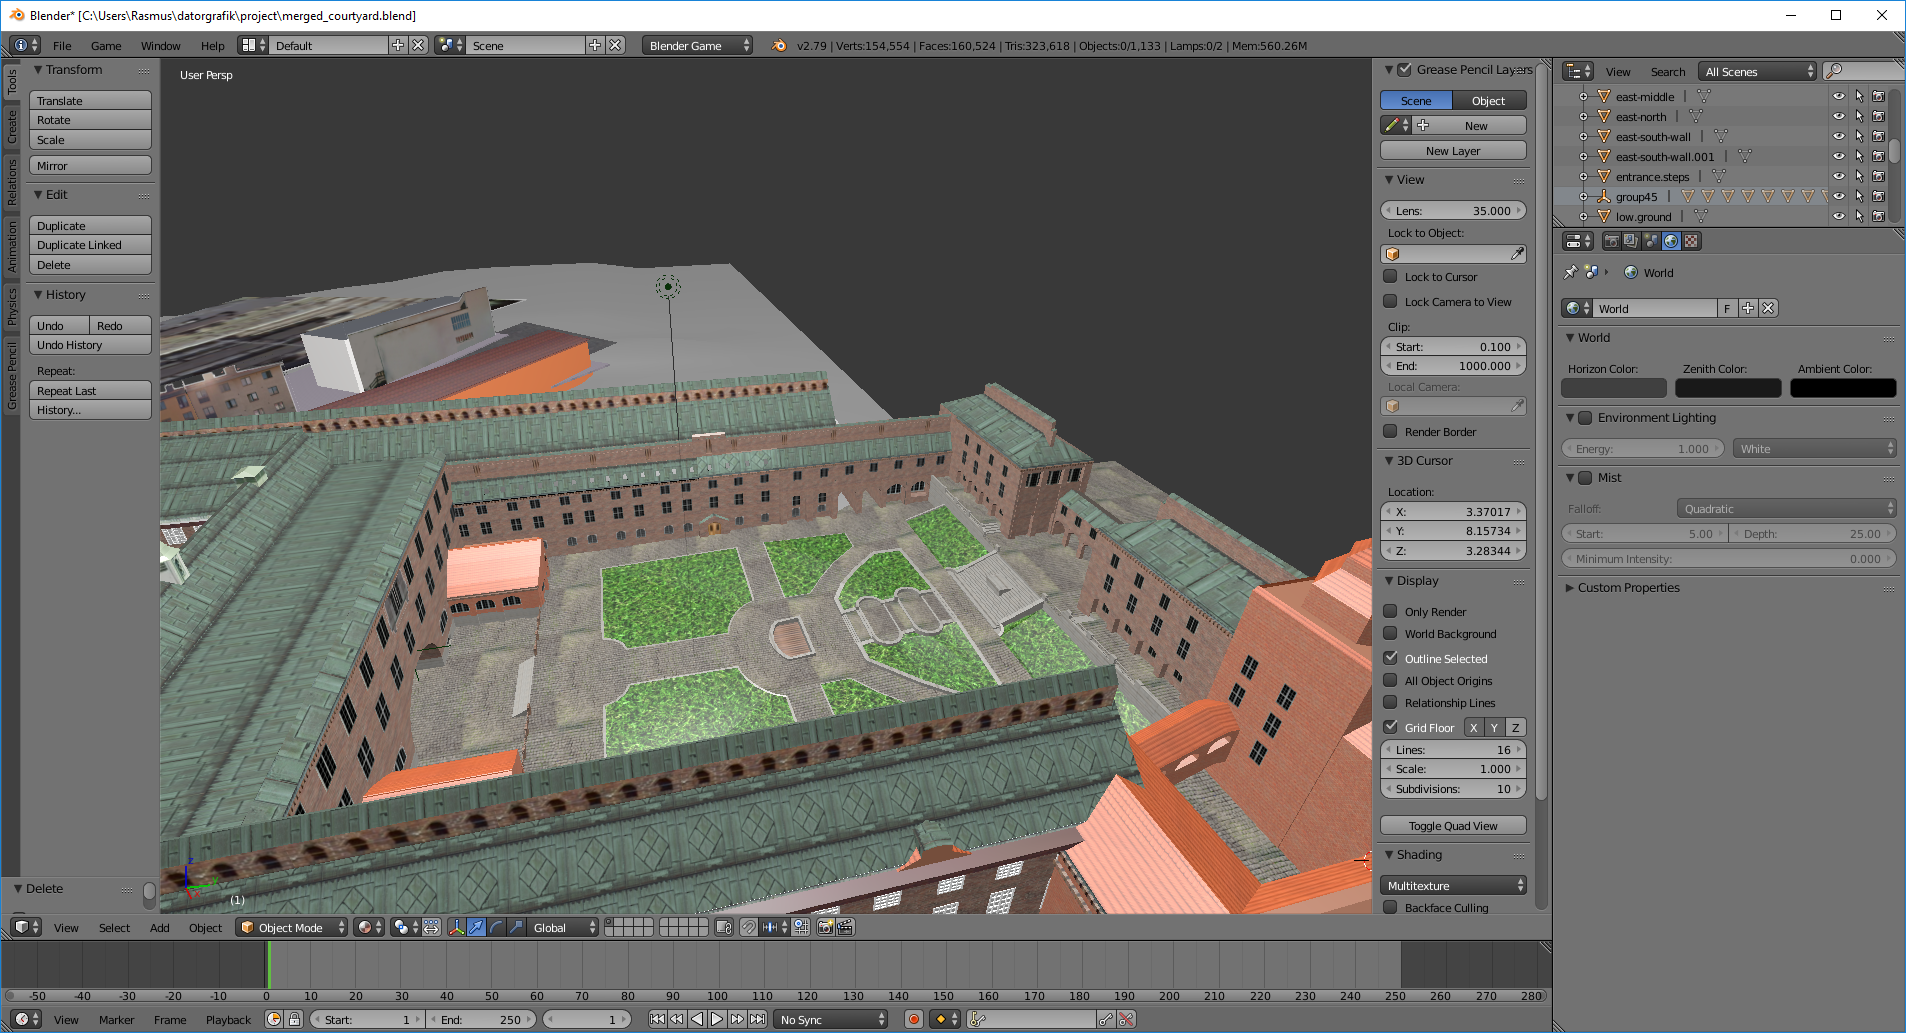 Blender* [C:\Users\Rasmus\datorgrafik\project\merged_courtyard.blend]
File Game Window Help Default Scene Blender Game v2.79 | Verts:154,554 | Faces:160,524 | Tris:323,618 | Objects:0/1,133 | Lamps:0/2 | Mem:560.26M
Tools
Create
Relations
Animation
Physics
Grease Pencil
Transform
Translate
Rotate
Scale
Mirror
Edit
Duplicate
Duplicate Linked
Delete
History
Undo Redo
Undo History
Repeat:
Repeat Last
History...
Delete
User Persp
(1)
Grease Pencil Layers
Scene Object
New
New Layer
View
Lens: 35.000
Lock to Object:
Lock to Cursor
Lock Camera to View
Clip:
Start: 0.100
End: 1000.000
Local Camera:
Render Border
3D Cursor
Location:
X: 3.37017
Y: 8.15734
Z: 3.28344
Display
Only Render
World Background
Outline Selected
All Object Origins
Relationship Lines
Grid Floor X Y Z
Lines: 16
Scale: 1.000
Subdivisions: 10
Toggle Quad View
Shading
Multitexture
Backface Culling
View Search All Scenes
east-middle
east-north
east-south-wall
east-south-wall.001
entrance.steps
group45
low.ground
World
World F
World
Horizon Color: Zenith Color: Ambient Color:
Environment Lighting
Energy: 1.000 White
Mist
Falloff: Quadratic
Start: 5.00 Depth: 25.00
Minimum Intensity: 0.000
Custom Properties
View Select Add Object Object Mode Global
-50 -40 -30 -20 -10 0 10 20 30 40 50 60 70 80 90 100 110 120 130 140 150 160 170 180 190 200 210 220 230 240 250 260 270 280
View Marker Frame Playback Start: 1 End: 250 1 No Sync